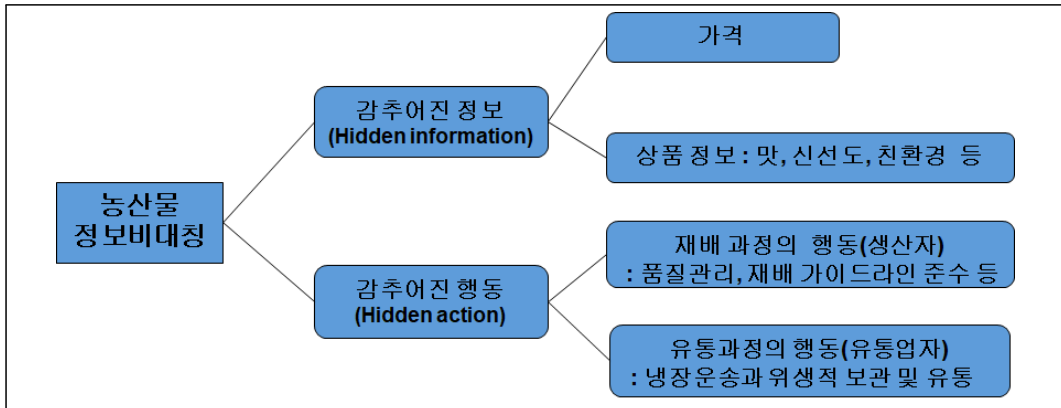 농산물
정보비대칭
감추어진 정보
(Hidden information)
가격
상품 정보 : 맛, 신선도, 친환경 등
감추어진 행동
(Hidden action)
재배 과정의 행동(생산자)
: 품질관리, 재배 가이드라인 준수 등
유통과정의 행동(유통업자)
: 냉장운송과 위생적 보관 및 유통